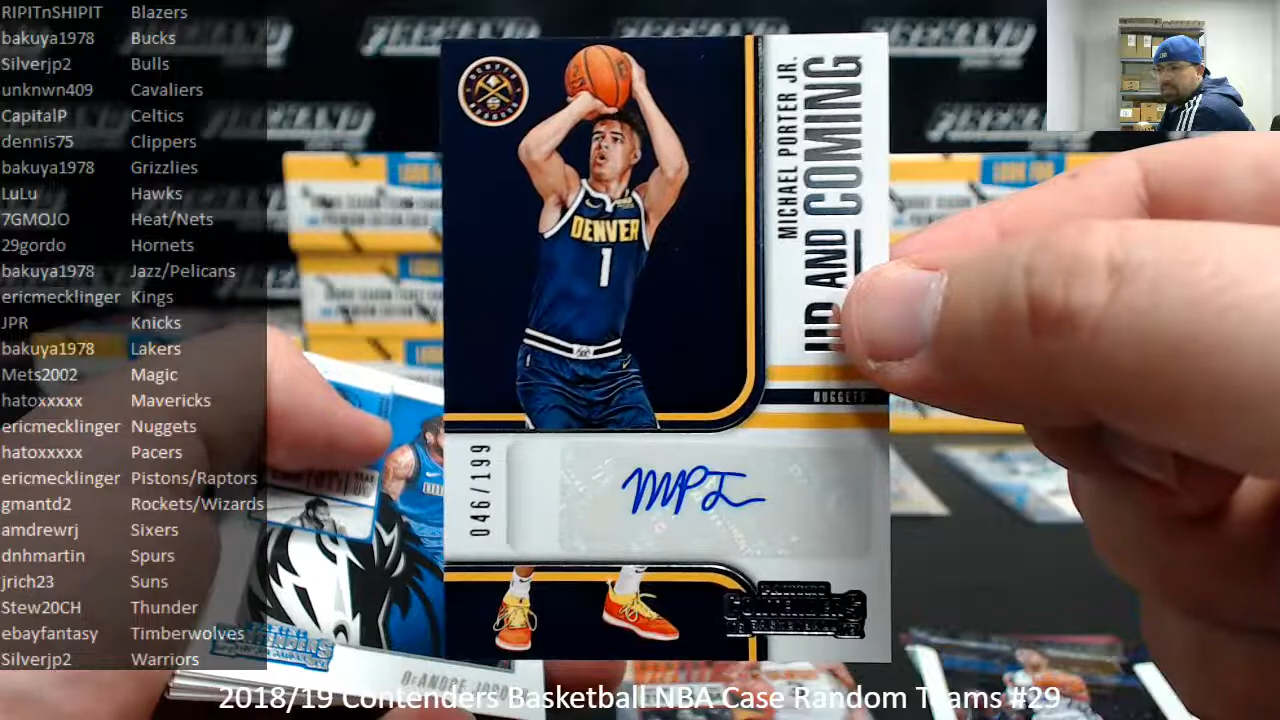 RIPITnSHIPIT Blazers
bakuya1978 Bucks
Silverjp2 Bulls
unknwn409 Cavaliers
CapitalP Celtics
dennis75 Clippers
bakuya1978 Grizzlies
LuLu Hawks
7GMOJO Heat/Nets
29gordo Hornets
bakuya1978 Jazz/Pelicans
ericmecklinger Kings
JPR Knicks
bakuya1978 Lakers
Mets2002 Magic
hatoxxxxx Mavericks
ericmecklinger Nuggets
hatoxxxxx Pacers
ericmecklinger Pistons/Raptors
gmantd2 Rockets/Wizards
amdrewrj Sixers
dnhmartin Spurs
jrich23 Suns
Stew20CH Thunder
ebayfantasy Timberwolves
Silverjp2 Warriors
DENVER
1
MICHAEL PORTER JR.
UP AND COMING
NUGGETS
046/199
MPJ
CONTENDERS
DeANDRE
2018/19 Contenders Basketball NBA Case Random Teams #29